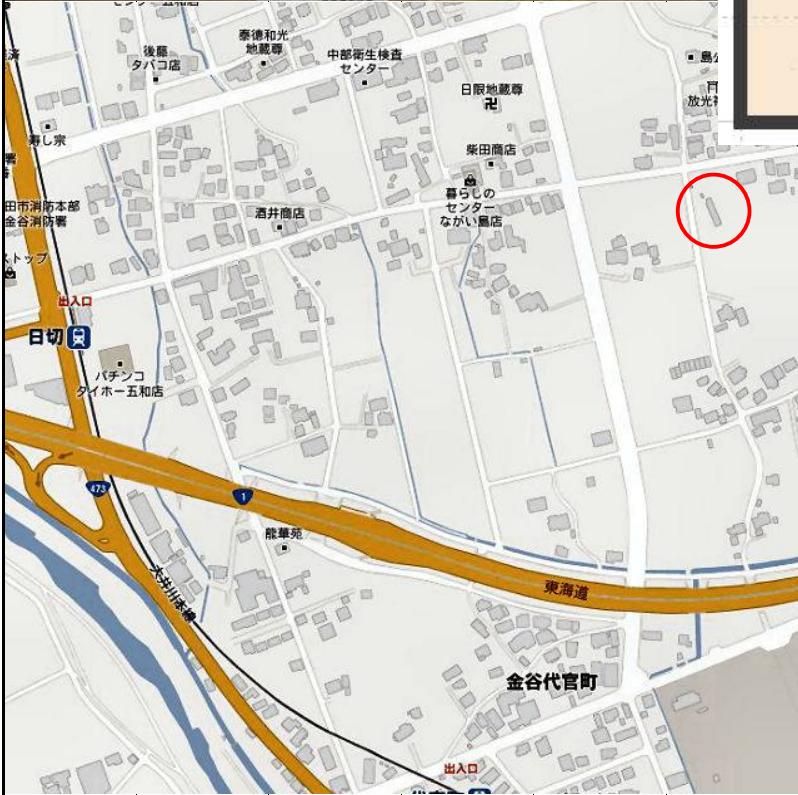 後藤
タバコ店
泰徳和光
地蔵尊
中部衛生検査
センター
日限地蔵尊
寿し宗
柴田商店
暮らしの
センター
ながい島店
酒井商店
田市消防本部
金谷消防署
ストップ
出入口
日切
パチンコ
タイホー五和店
473
1
龍華苑
東海道
大井川本線
金谷代官町
出入口